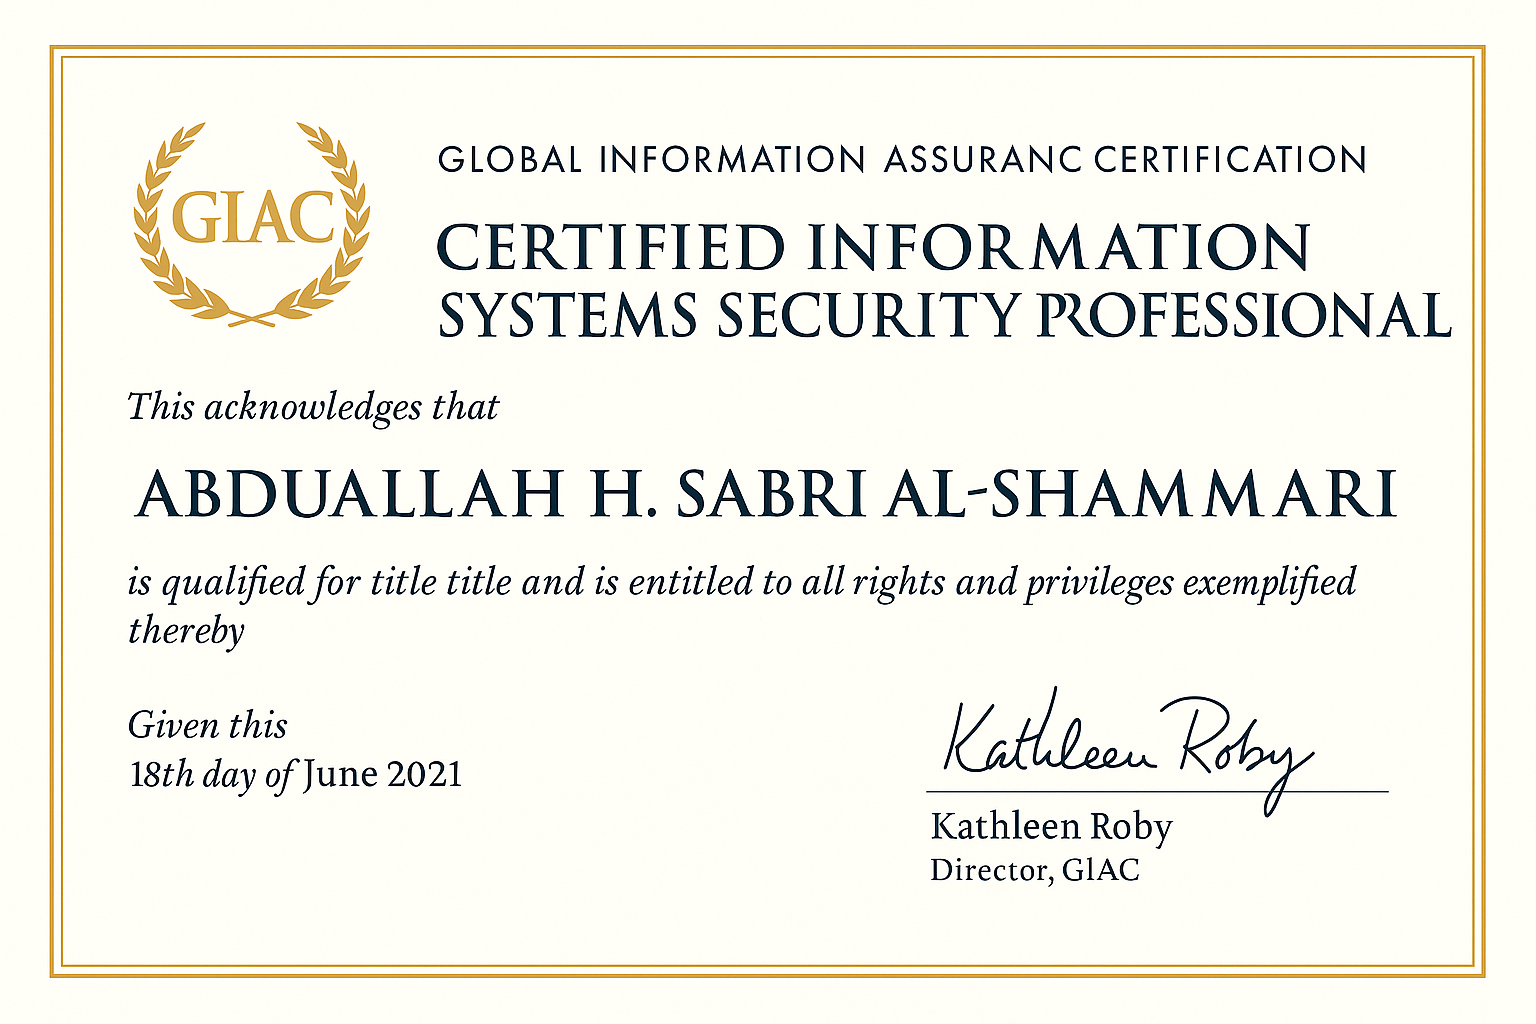 GIAC
GLOBAL INFORMATION ASSURANC CERTIFICATION
CERTIFIED INFORMATION
SYSTEMS SECURITY PROFESSIONAL
This acknowledges that
ABDUALLAH H. SABRI AL-SHAMMARI
is qualified for title title and is entitled to all rights and privileges exemplified
thereby
Given this
18th day of June 2021
Kathleen Roby
Kathleen Roby
Director, GlAC